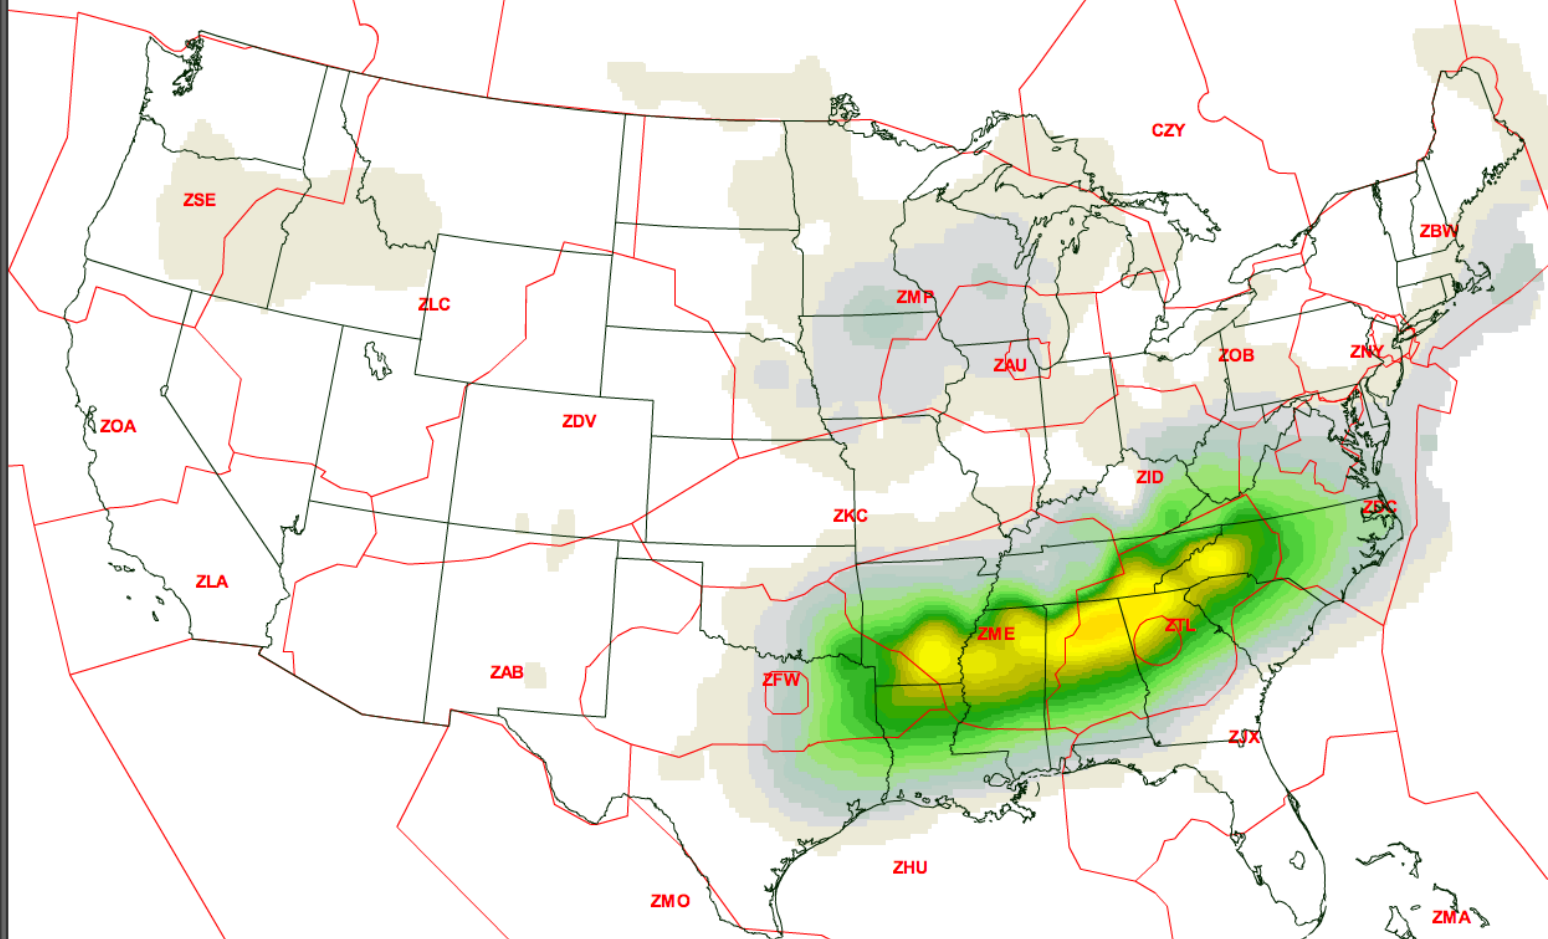 CZY
ZSE
ZBW
ZMP
ZLC
ZNY
ZOB
ZAU
ZDV
ZOA
ZID
ZDC
ZKC
ZLA
ZTL
ZME
ZAB
ZFW
ZJX
ZHU
ZMO
ZMA